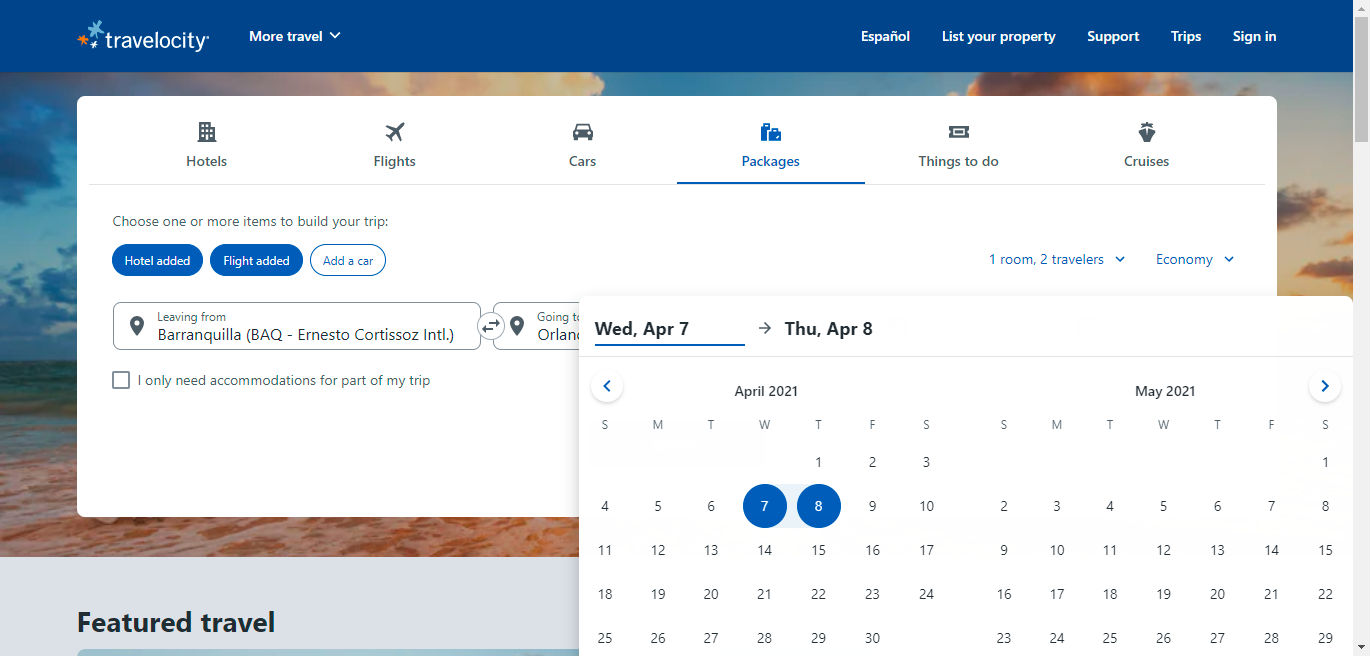 travelocity
More travel
Español
List your property
Support
Trips
Sign in
Hotels
Flights
Cars
Packages
Things to do
Cruises
Choose one or more items to build your trip:
Hotel added
Flight added
Add a car
1 room, 2 travelers
Economy
Leaving from
Barranquilla (BAQ - Ernesto Cortissoz Intl.)
Going to
Orlan
I only need accommodations for part of my trip
Wed, Apr 7
Thu, Apr 8
April 2021
S M T W T F S
1 2 3
4 5 6 7 8 9 10
11 12 13 14 15 16 17
18 19 20 21 22 23 24
25 26 27 28 29 30
May 2021
S M T W T F S
1
2 3 4 5 6 7 8
9 10 11 12 13 14 15
16 17 18 19 20 21 22
23 24 25 26 27 28 29
Featured travel